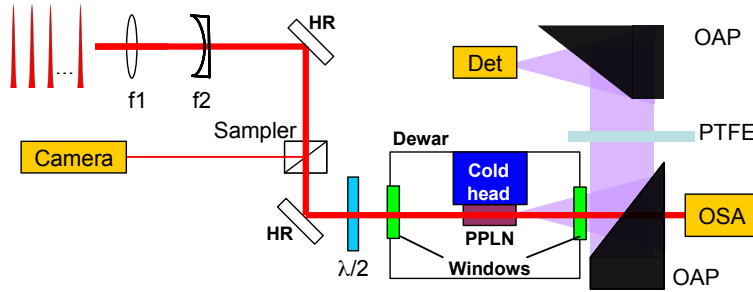 HR
OAP
...
f1
f2
Det
Sampler
Dewar
PTFE
Camera
Cold
head
HR
PPLN
OSA
λ/2
Windows
OAP